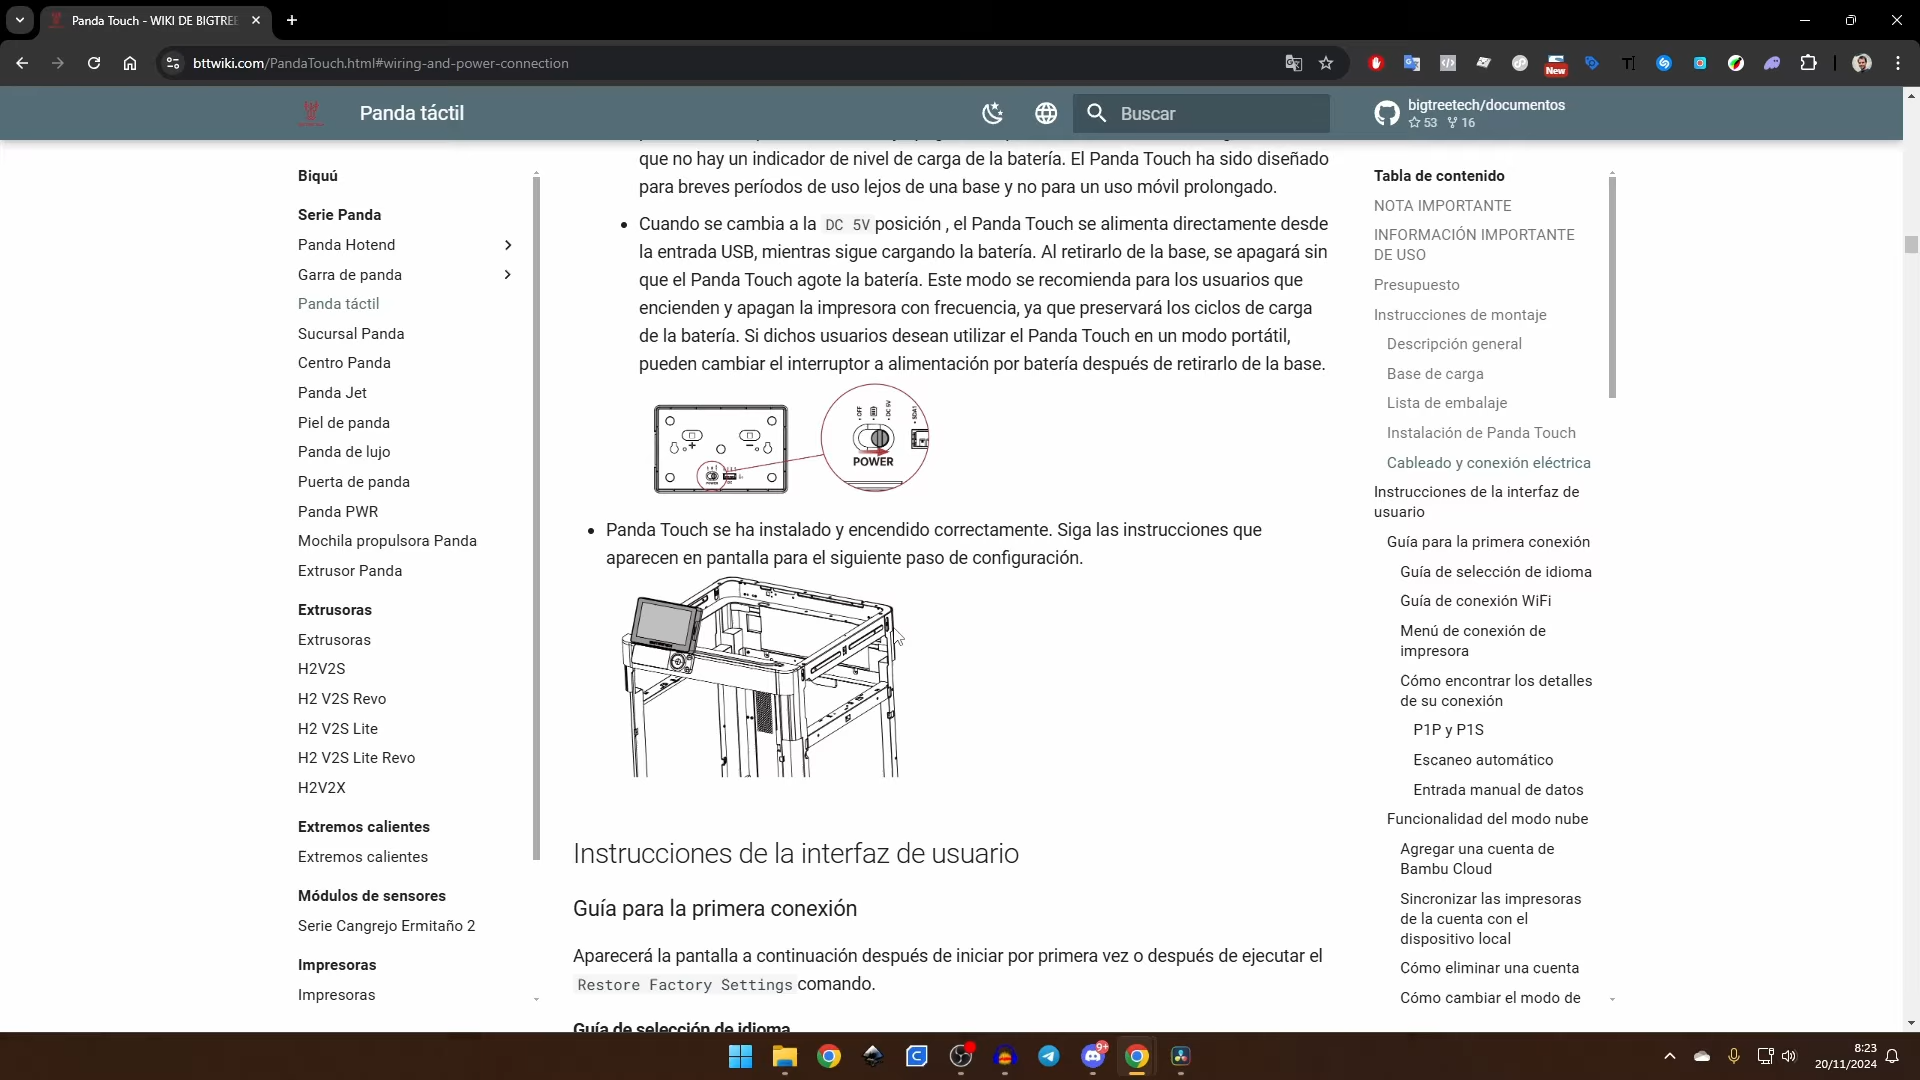 Panda Touch - WIKI DE BIGTREE
bttwiki.com/PandaTouch.html#wiring-and-power-connection
New
Panda táctil
Buscar
bigtreetech/documentos
53 16
Biqú
Serie Panda
Panda Hotend
Garra de panda
Panda táctil
Sucursal Panda
Centro Panda
Panda Jet
Piel de panda
Panda de lujo
Puerta de panda
Panda PWR
Mochila propulsora Panda
Extrusor Panda
Extrusoras
Extrusoras
H2V2S
H2 V2S Revo
H2 V2S Lite
H2 V2S Lite Revo
H2V2X
Extremos calientes
Extremos calientes
Módulos de sensores
Serie Cangrejo Ermitaño 2
Impresoras
Impresoras
que no hay un indicador de nivel de carga de la batería. El Panda Touch ha sido diseñado
para breves períodos de uso lejos de una base y no para un uso móvil prolongado.
Cuando se cambia a la DC 5V posición , el Panda Touch se alimenta directamente desde
la entrada USB, mientras sigue cargando la batería. Al retirarlo de la base, se apagará sin
que el Panda Touch agote la batería. Este modo se recomienda para los usuarios que
encienden y apagan la impresora con frecuencia, ya que preservará los ciclos de carga
de la batería. Si dichos usuarios desean utilizar el Panda Touch en un modo portátil,
pueden cambiar el interruptor a alimentación por batería después de retirarlo de la base.
OFF
DC 5V
POWER
Panda Touch se ha instalado y encendido correctamente. Siga las instrucciones que
aparecen en pantalla para el siguiente paso de configuración.
Instrucciones de la interfaz de usuario
Guía para la primera conexión
Aparecerá la pantalla a continuación después de iniciar por primera vez o después de ejecutar el
Restore Factory Settings comando.
Guía de selección de idioma
Tabla de contenido
NOTA IMPORTANTE
INFORMACIÓN IMPORTANTE
DE USO
Presupuesto
Instrucciones de montaje
Descripción general
Base de carga
Lista de embalaje
Instalación de Panda Touch
Cableado y conexión eléctrica
Instrucciones de la interfaz de
usuario
Guía para la primera conexión
Guía de selección de idioma
Guía de conexión WiFi
Menú de conexión de
impresora
Cómo encontrar los detalles
de su conexión
P1P y P1S
Escaneo automático
Entrada manual de datos
Funcionalidad del modo nube
Agregar una cuenta de
Bambu Cloud
Sincronizar las impresoras
de la cuenta con el
dispositivo local
Cómo eliminar una cuenta
Cómo cambiar el modo de
9+
8:23
20/11/2024